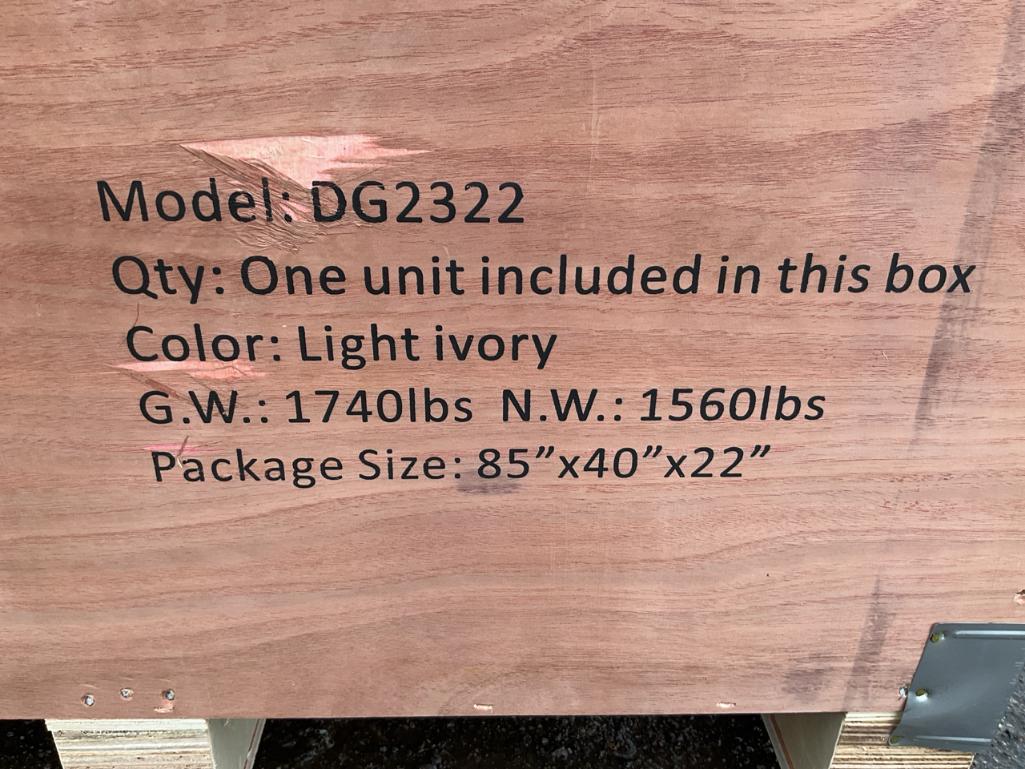 Model: DG2322
Qty: One unit included in this box
Color: Light ivory
G.W.: 1740lbs N.W.: 1560lbs
Package Size: 85”x40”x22”